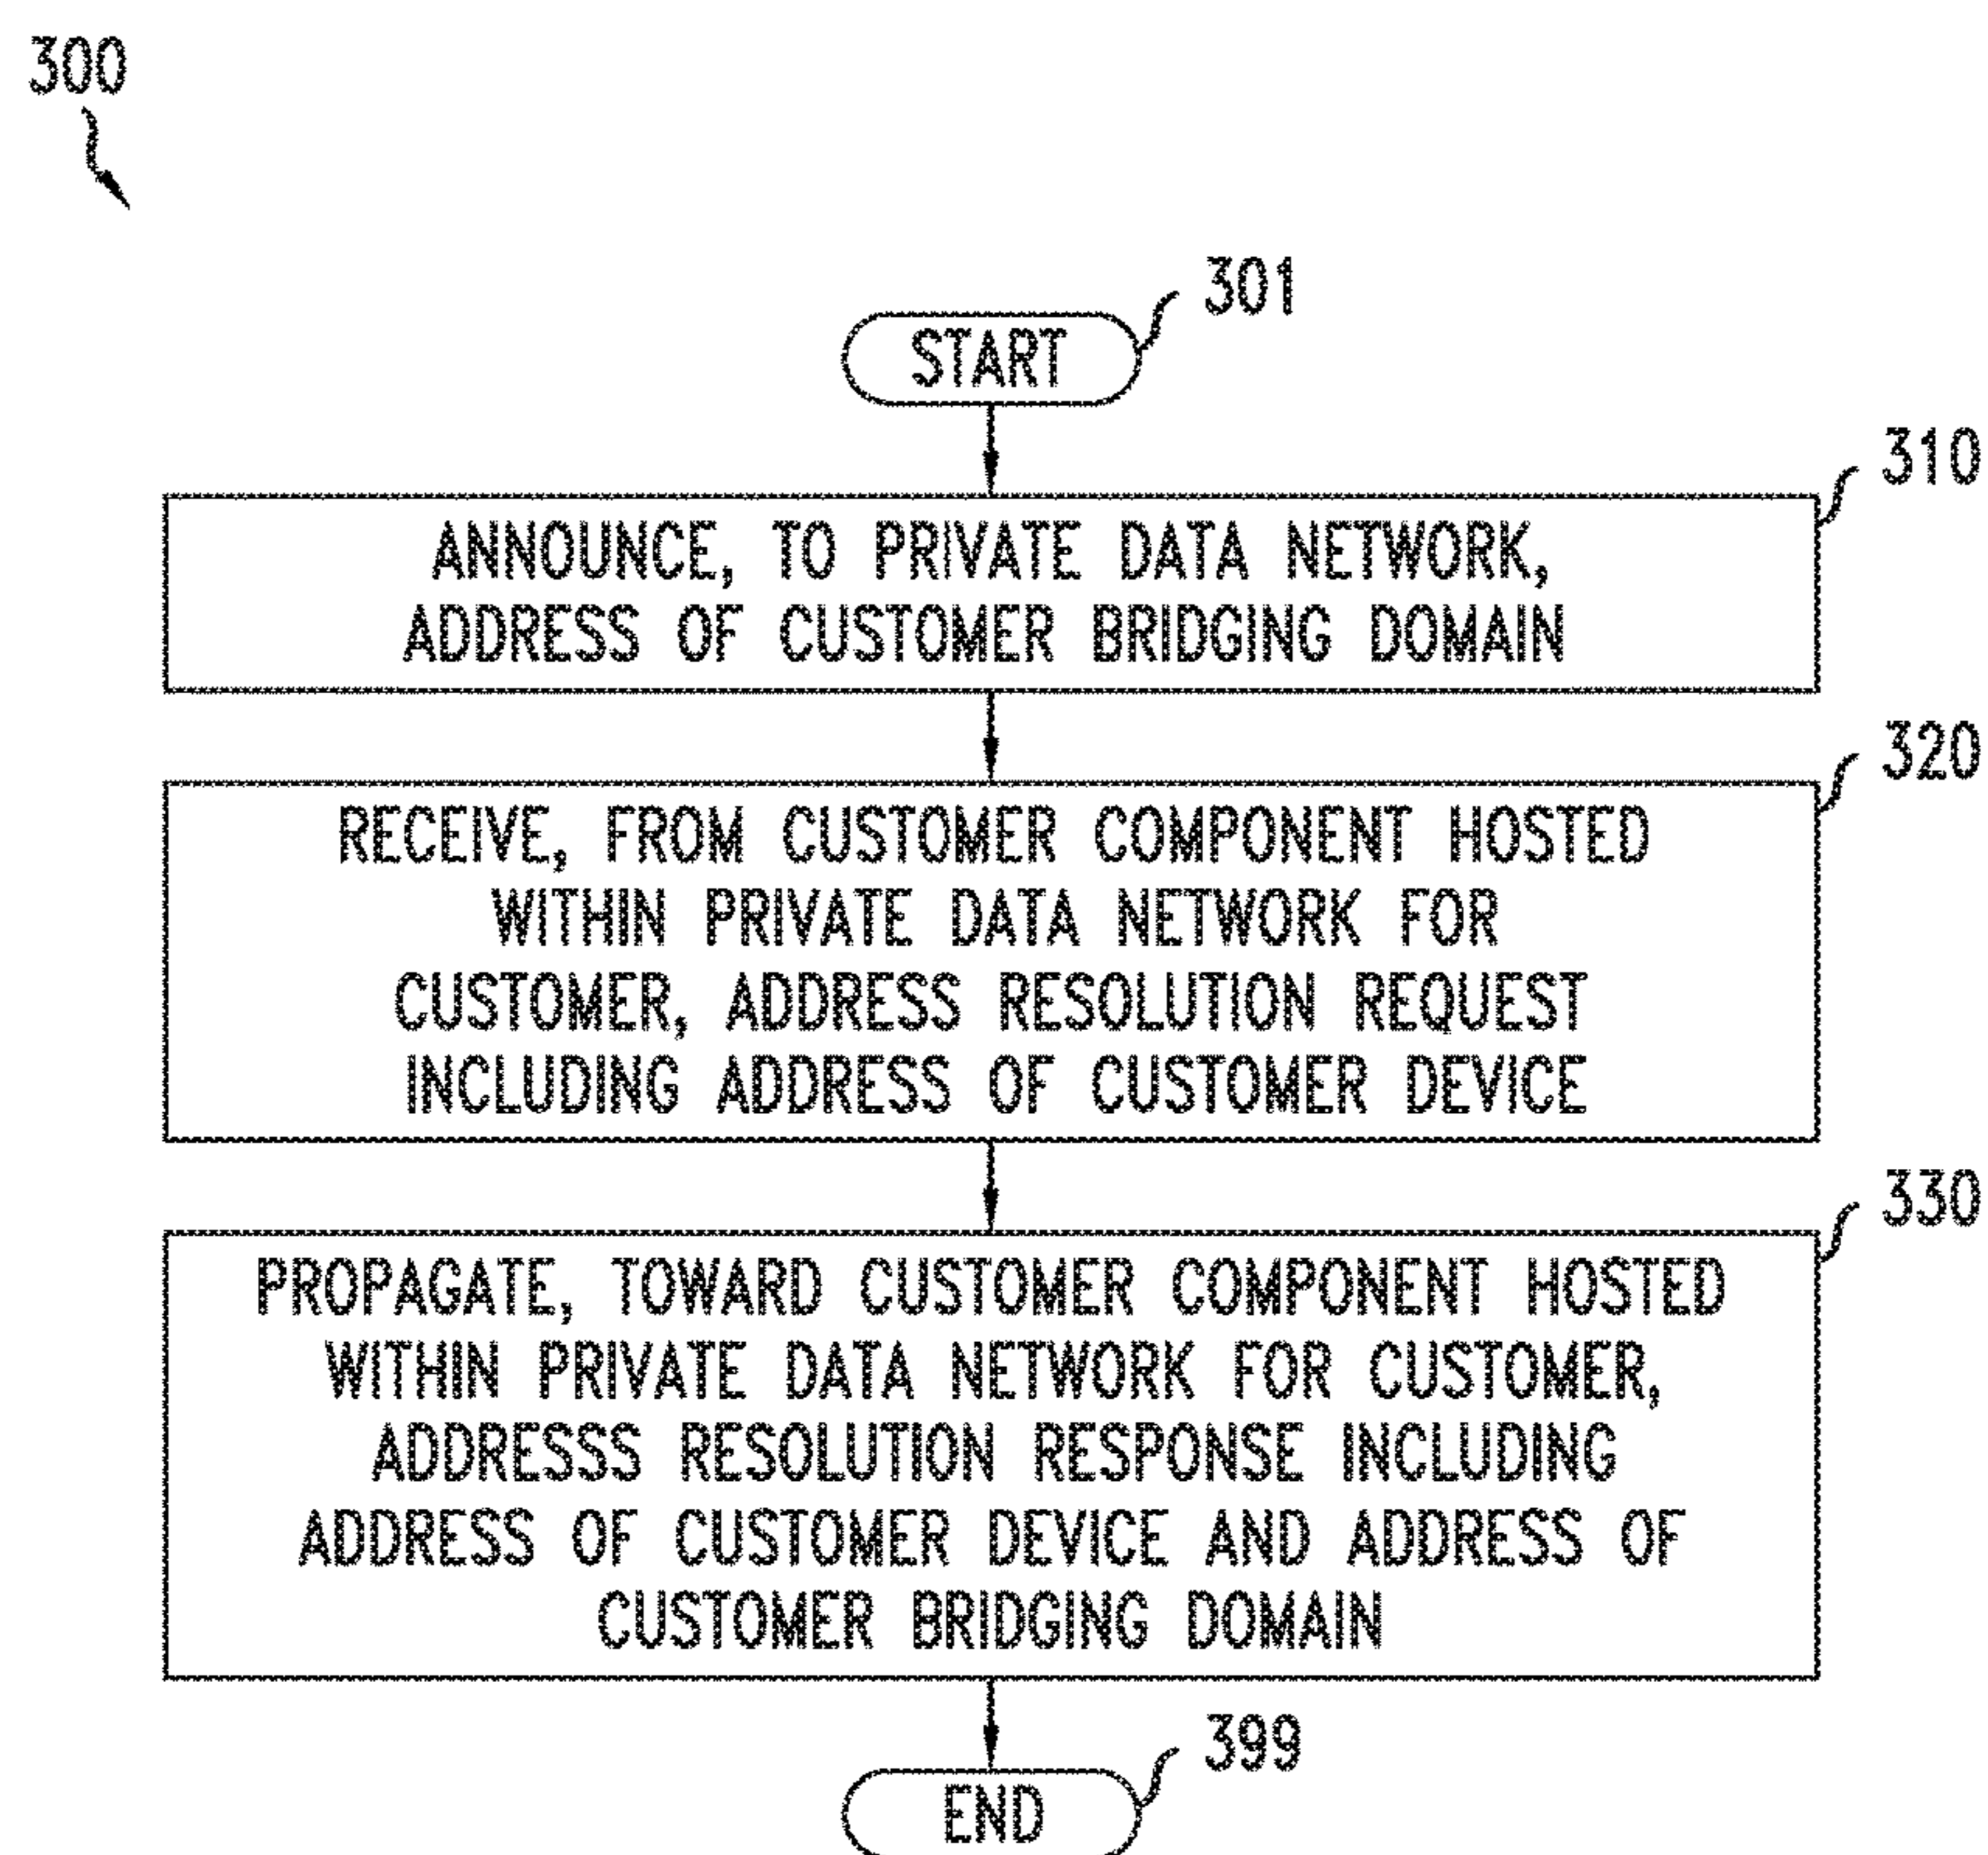 300
301
START
310
ANNOUNCE, TO PRIVATE DATA NETWORK,
ADDRESS OF CUSTOMER BRIDGING DOMAIN
320
RECEIVE, FROM CUSTOMER COMPONENT HOSTED
WITHIN PRIVATE DATA NETWORK FOR
CUSTOMER, ADDRESS RESOLUTION REQUEST
INCLUDING ADDRESS OF CUSTOMER DEVICE
330
PROPAGATE, TOWARD CUSTOMER COMPONENT HOSTED
WITHIN PRIVATE DATA NETWORK FOR CUSTOMER,
ADDRESSS RESOLUTION RESPONSE INCLUDING
ADDRESS OF CUSTOMER DEVICE AND ADDRESS OF
CUSTOMER BRIDGING DOMAIN
399
END